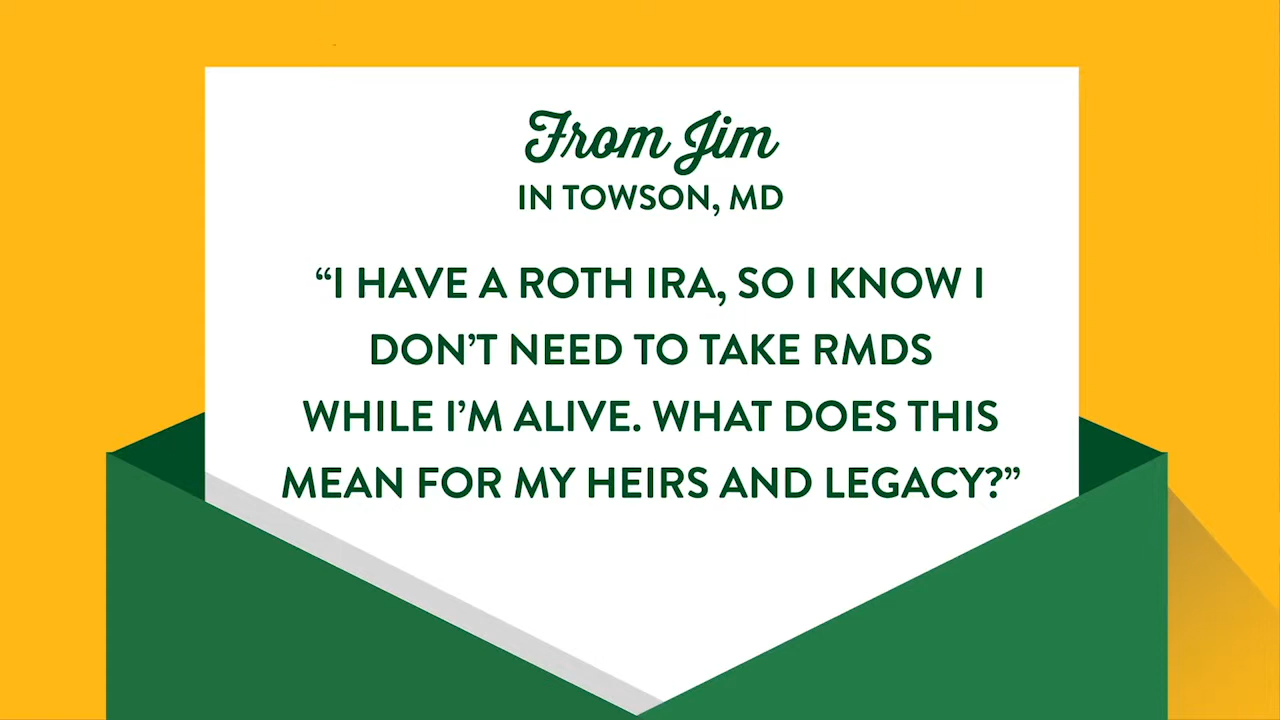 From Jim
IN TOWSON, MD
“I HAVE A ROTH IRA, SO I KNOW I
DON’T NEED TO TAKE RMDS
WHILE I’M ALIVE. WHAT DOES THIS
MEAN FOR MY HEIRS AND LEGACY?”